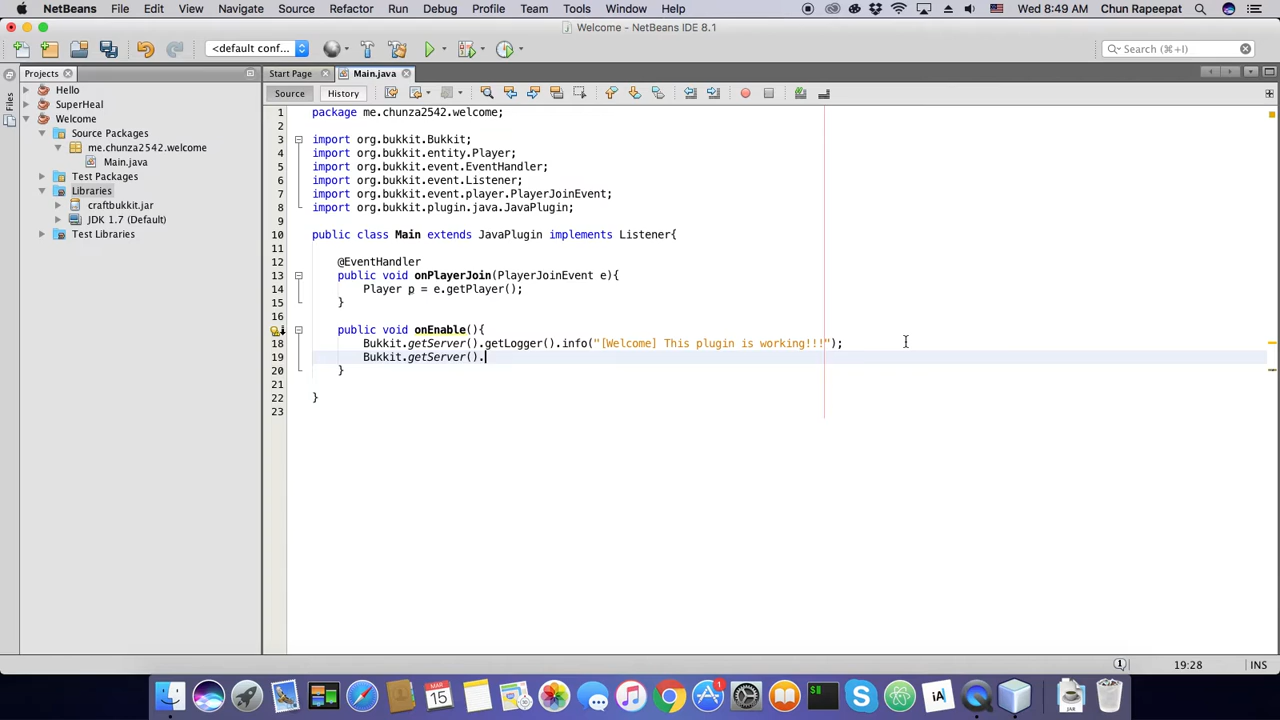 NetBeans File Edit View Navigate Source Refactor Run Debug Profile Team Tools Window Help Wed 8:49 AM Chun Rapeepat
Welcome - NetBeans IDE 8.1
<default conf... Search (⌘+I)
Projects Start Page Main.java
Files
Source History
Hello
SuperHeal
Welcome
Source Packages
me.chunza2542.welcome
Main.java
Test Packages
Libraries
craftbukkit.jar
JDK 1.7 (Default)
Test Libraries
1 package me.chunza2542.welcome;
2
3 import org.bukkit.Bukkit;
4 import org.bukkit.entity.Player;
5 import org.bukkit.event.EventHandler;
6 import org.bukkit.event.Listener;
7 import org.bukkit.event.player.PlayerJoinEvent;
8 import org.bukkit.plugin.java.JavaPlugin;
9
10 public class Main extends JavaPlugin implements Listener{
11
12 @EventHandler
13 public void onPlayerJoin(PlayerJoinEvent e){
14 Player p = e.getPlayer();
15 }
16
public void onEnable(){
18 Bukkit.getServer().getLogger().info("[Welcome] This plugin is working!!!");
19 Bukkit.getServer().
20 }
21
22 }
23
1 19:28 INS
MAR
15
1
iA
JAR